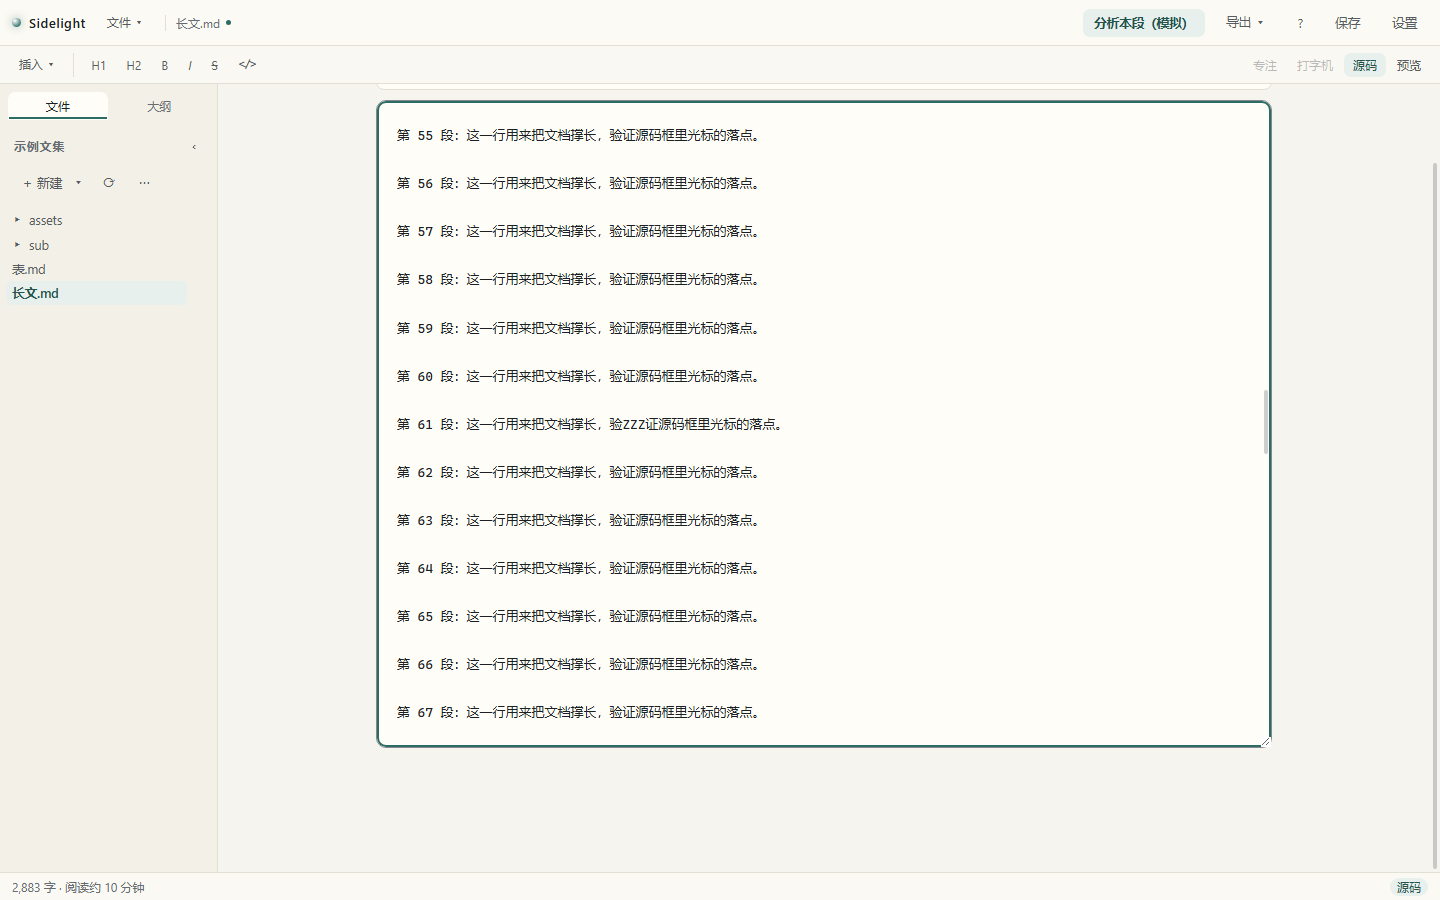 Sidelight 文件 长文.md 分析本段（模拟） 导出 ? 保存 设置
插入 H1 H2 B I S </> 专注 打字机 源码 预览
文件 大纲
示例文集
+ 新建 ...
assets
sub
表.md
长文.md
第 55 段：这一行用来把文档撑长，验证源码框里光标的落点。
第 56 段：这一行用来把文档撑长，验证源码框里光标的落点。
第 57 段：这一行用来把文档撑长，验证源码框里光标的落点。
第 58 段：这一行用来把文档撑长，验证源码框里光标的落点。
第 59 段：这一行用来把文档撑长，验证源码框里光标的落点。
第 60 段：这一行用来把文档撑长，验证源码框里光标的落点。
第 61 段：这一行用来把文档撑长，验ZZZ证源码框里光标的落点。
第 62 段：这一行用来把文档撑长，验证源码框里光标的落点。
第 63 段：这一行用来把文档撑长，验证源码框里光标的落点。
第 64 段：这一行用来把文档撑长，验证源码框里光标的落点。
第 65 段：这一行用来把文档撑长，验证源码框里光标的落点。
第 66 段：这一行用来把文档撑长，验证源码框里光标的落点。
第 67 段：这一行用来把文档撑长，验证源码框里光标的落点。
2,883 字 · 阅读约 10 分钟 源码